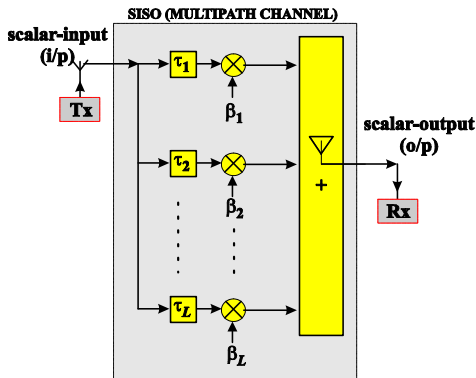 SISO (MULTIPATH CHANNEL)
scalar-input
(i/p)
Tx
τ1
β1
τ2
β2
τL
βL
+
scalar-output
(o/p)
Rx